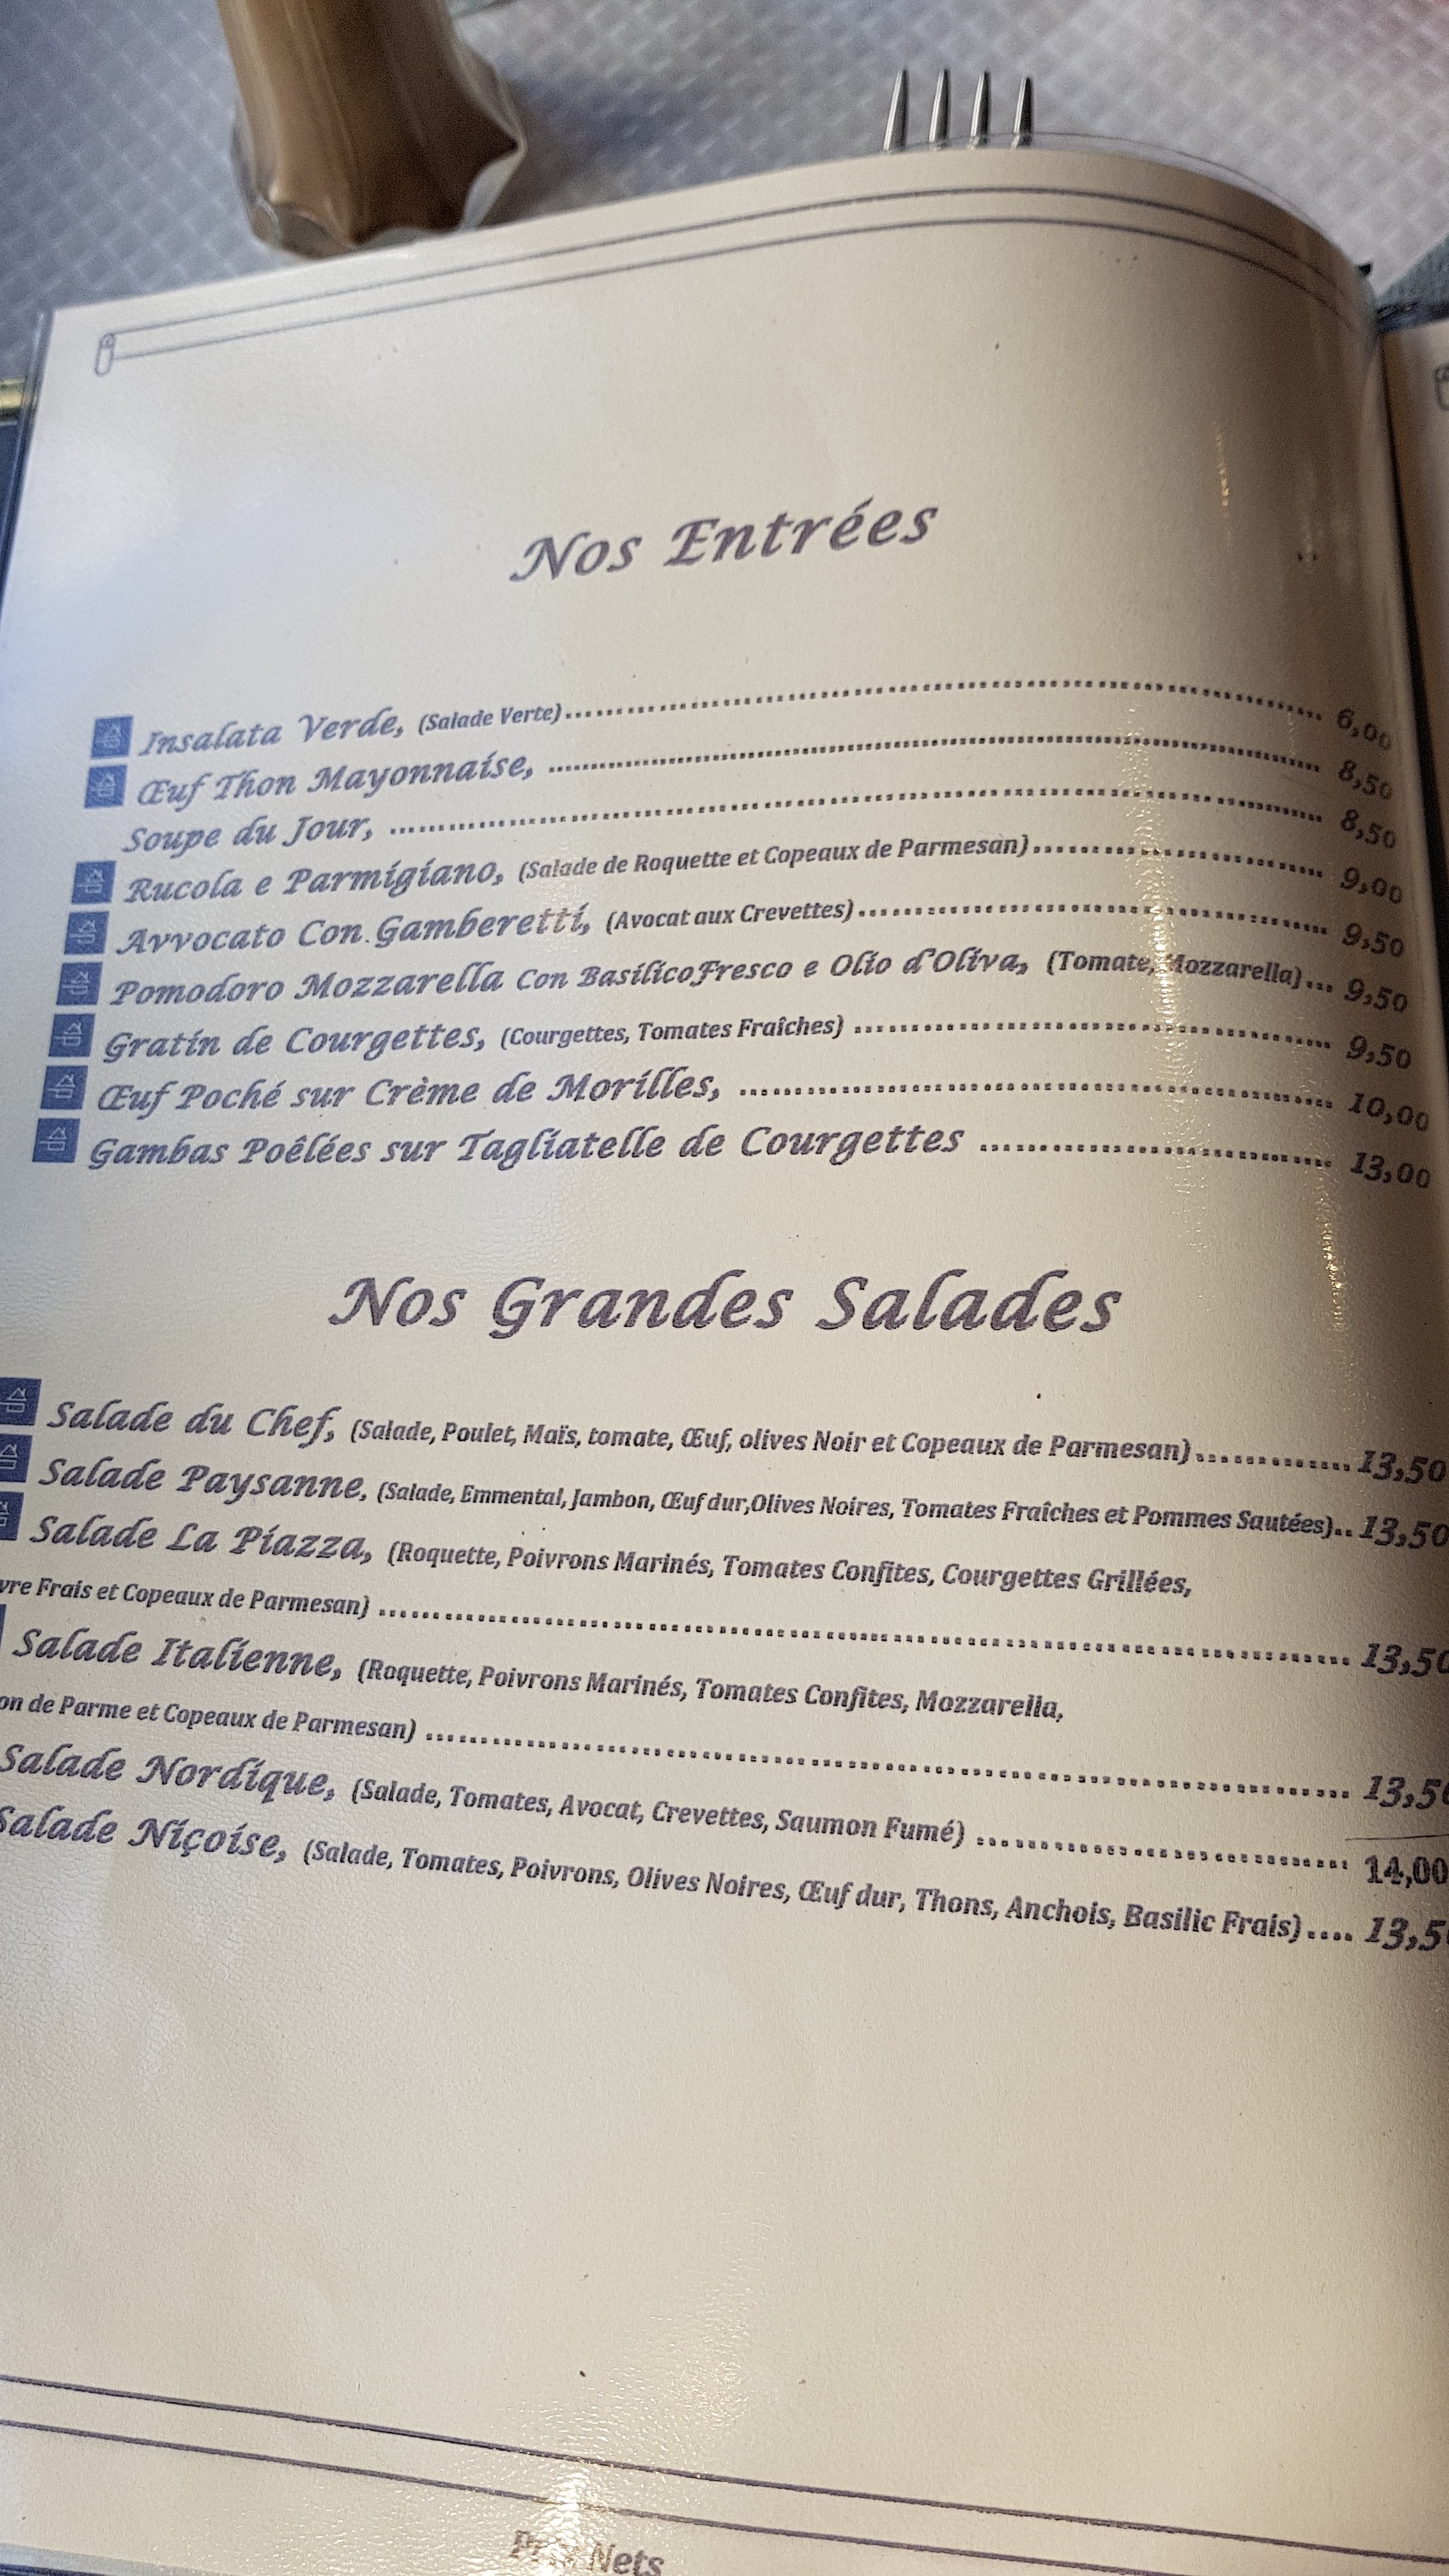 Nos Entrées
Insalata Verde, (Salade Verte) 6,00
Œuf Thon Mayonnaise, 8,50
Soupe du Jour, 8,50
Rucola e Parmigiano, (Salade de Roquette et Copeaux de Parmesan) 9,00
Avvocato Con Gamberetti, (Avocat aux Crevettes) 9,50
Pomodoro Mozzarella Con Basilico Fresco e Olio d'Oliva, (Tomate, Mozzarella) 9,50
Gratin de Courgettes, (Courgettes, Tomates Fraîches) 9,50
Œuf Poché sur Crème de Morilles, 10,00
Gambas Poêlées sur Tagliatelle de Courgettes 13,00
Nos Grandes Salades
Salade du Chef, (Salade, Poulet, Maïs, tomate, Œuf, olives Noir et Copeaux de Parmesan) 13,50
Salade Paysanne, (Salade, Emmental, Jambon, Œuf dur,Olives Noires, Tomates Fraîches et Pommes Sautées).. 13,50
Salade La Piazza, (Roquette, Poivrons Marinés, Tomates Confites, Courgettes Grillées,
Frais et Copeaux de Parmesan) 13,50
Salade Italienne, (Roquette, Poivrons Marinés, Tomates Confites, Mozzarella,
de Parme et Copeaux de Parmesan) 13,50
Salade Nordique, (Salade, Tomates, Avocat, Crevettes, Saumon Fumé) 14,00
Salade Niçoise, (Salade, Tomates, Poivrons, Olives Noires, Œuf dur, Thons, Anchois, Basilic Frais).... 13,5
Prix Nets